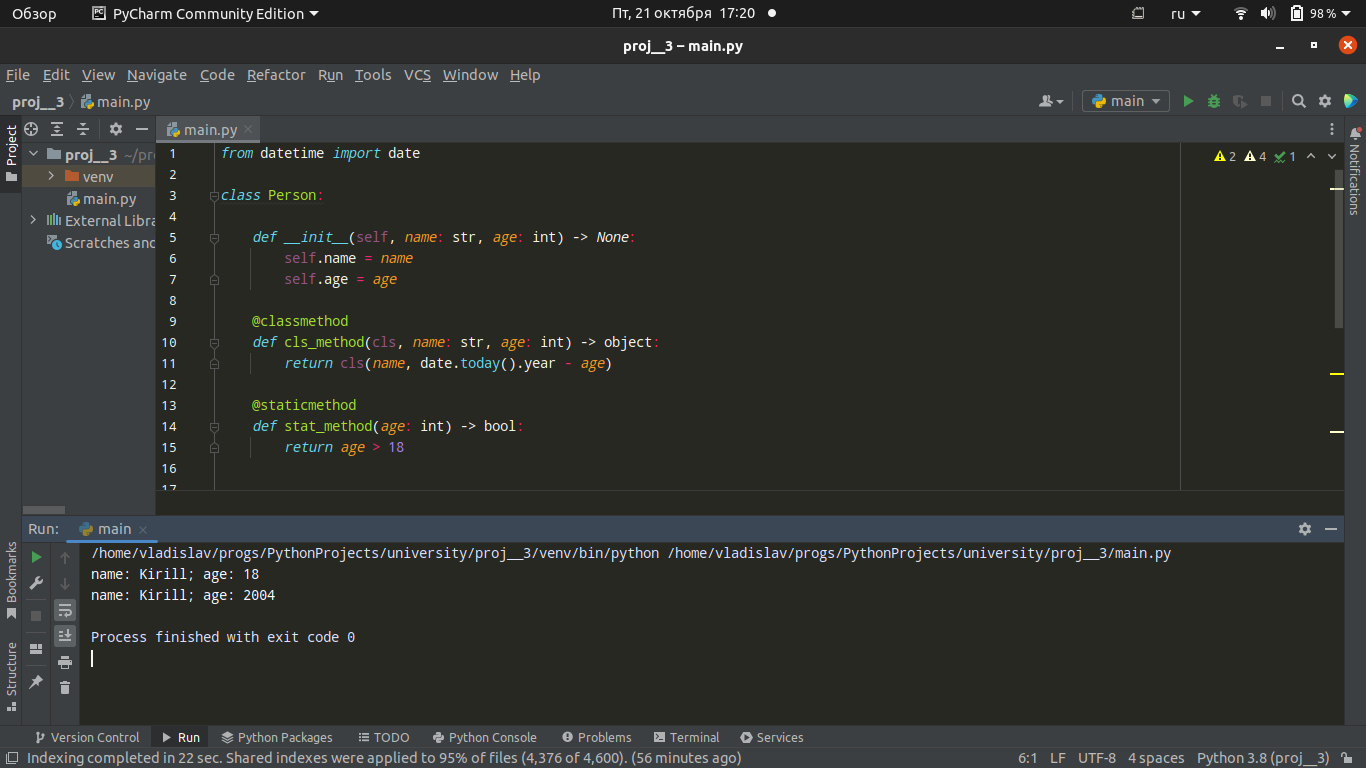 Обзор PyCharm Community Edition Пт, 21 октября 17:20 ru 98 %
proj__3 – main.py
File Edit View Navigate Code Refactor Run Tools VCS Window Help
proj__3 main.py main
Project
main.py
proj__3 ~/pr
venv
main.py
External Libra
Scratches and
2 4 1
Notifications
1 from datetime import date
2
3 class Person:
4
5 def __init__(self, name: str, age: int) -> None:
6 self.name = name
7 self.age = age
8
9 @classmethod
10 def cls_method(cls, name: str, age: int) -> object:
11 return cls(name, date.today().year - age)
12
13 @staticmethod
14 def stat_method(age: int) -> bool:
15 return age > 18
16
17
Run: main
/home/vladislav/progs/PythonProjects/university/proj__3/venv/bin/python /home/vladislav/progs/PythonProjects/university/proj__3/main.py
name: Kirill; age: 18
name: Kirill; age: 2004
Process finished with exit code 0
Bookmarks
Structure
Version Control Run Python Packages TODO Python Console Problems Terminal Services
Indexing completed in 22 sec. Shared indexes were applied to 95% of files (4,376 of 4,600). (56 minutes ago) 6:1 LF UTF-8 4 spaces Python 3.8 (proj__3)